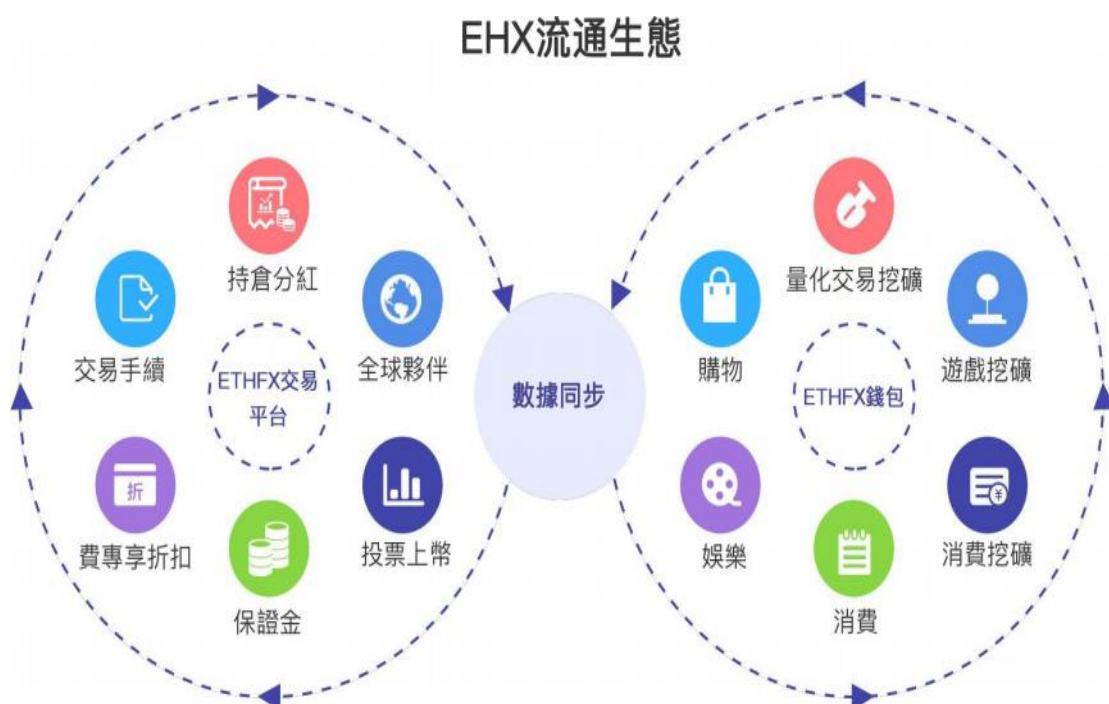 EHX流通生態
持倉分紅
交易手續
全球夥伴
ETHFX交易
平台
費專享折扣
折
投票上幣
保證金
數據同步
量化交易挖礦
購物
遊戲挖礦
ETHFX錢包
娛樂
消費挖礦
¥
消費